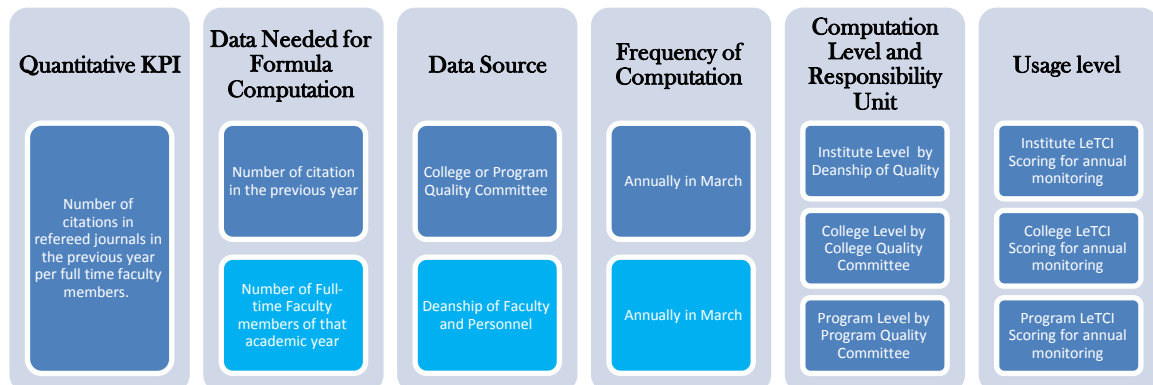 Quantitative KPI
Number of
citations in
refereed journals in
the previous year
per full time faculty
members.
Data Needed for
Formula
Computation
Number of citation
in the previous year
Number of Full-
time Faculty
members of that
academic year
Data Source
College or Program
Quality Committee
Deanship of Faculty
and Personnel
Frequency of
Computation
Annually in March
Annually in March
Computation
Level and
Responsibility
Unit
Institute Level by
Deanship of Quality
College Level by
College Quality
Committee
Program Level by
Program Quality
Committee
Usage level
Institute LeTCI
Scoring for annual
monitoring
College LeTCI
Scoring for annual
monitoring
Program LeTCI
Scoring for annual
monitoring